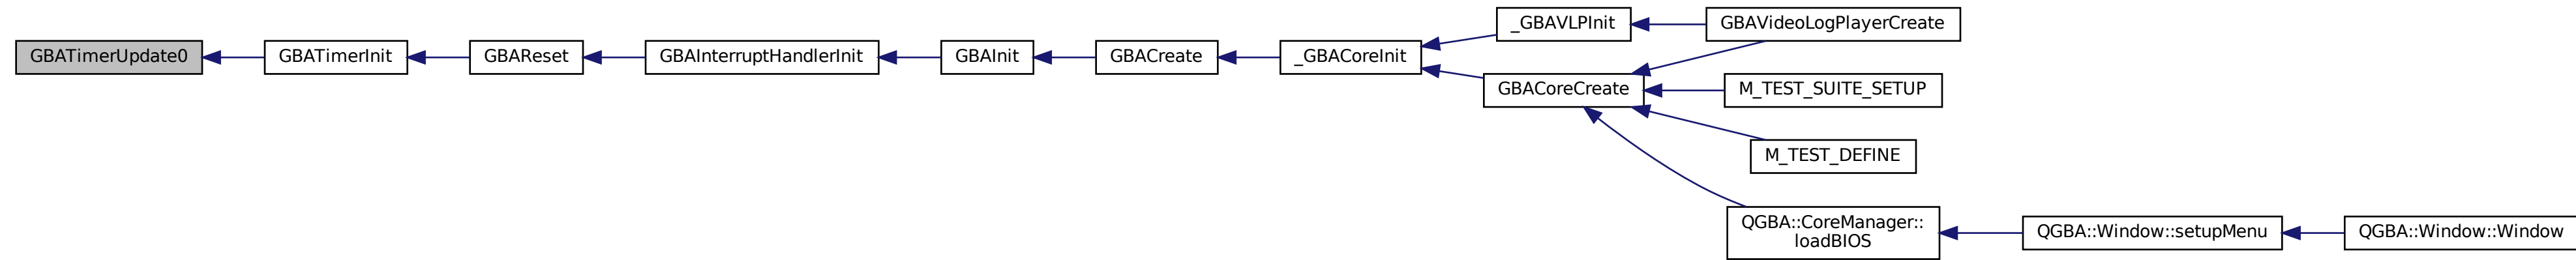 GBATimerUpdate0
GBATimerInit
GBAReset
GBAInterruptHandlerInit
GBAInit
GBACreate
_GBACoreInit
_GBAVLPInit
GBAVideoLogPlayerCreate
GBACoreCreate
M_TEST_SUITE_SETUP
M_TEST_DEFINE
QGBA::CoreManager::
loadBIOS
QGBA::Window::setupMenu
QGBA::Window::Window